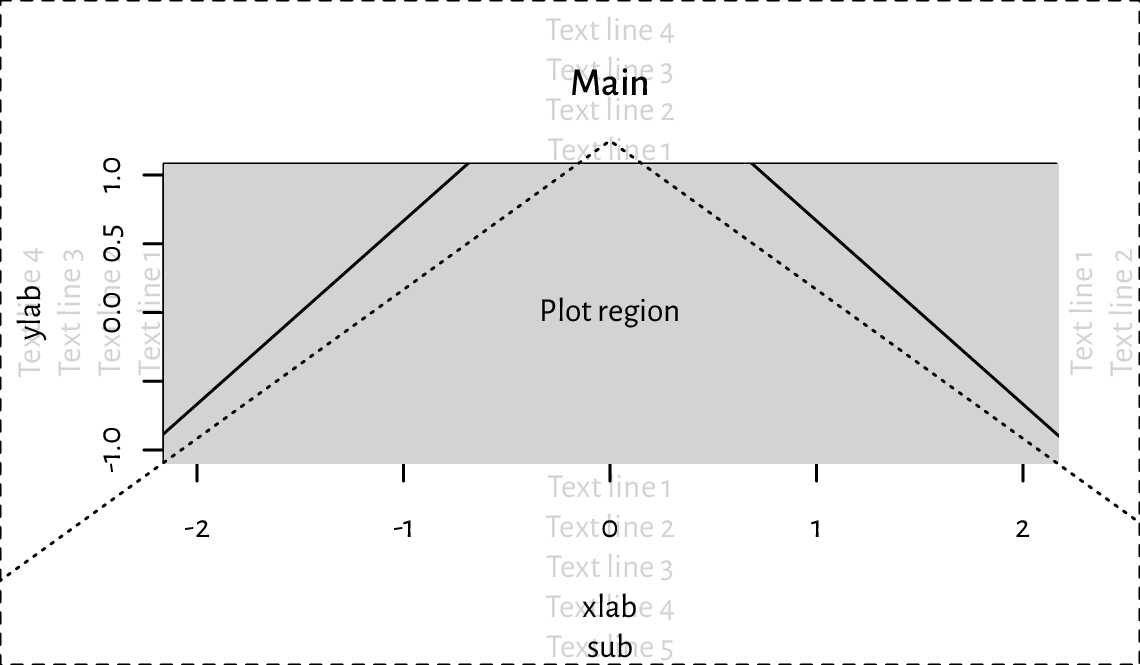 Text line 4
Text line 3
Main
Text line 2
Text line 1
1.0
0.5
0.0
-1.0
ylab
Text line 4
Text line 3
Text line 2
Text line 1
Plot region
Text line 1
Text line 2
Text line 1
-2
-1
0
1
2
Text line 2
Text line 3
Text line 4
xlab
Text line 5
sub